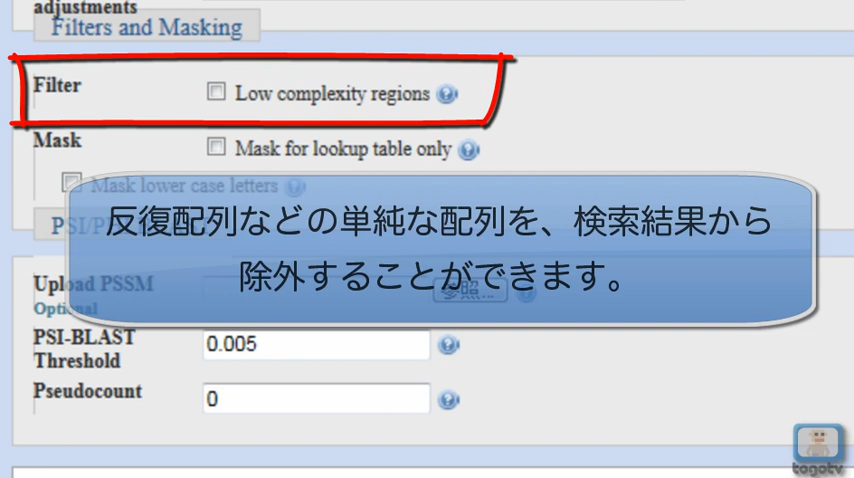 adjustments
Filters and Masking
Filter
Low complexity regions
Mask
Mask for lookup table only
Mask lower case letters
反復配列などの単純な配列を、検索結果から
除外することができます。
Upload PSSM
Optional
参照...
PSI-BLAST
Threshold
0.005
Pseudocount
0
togotv